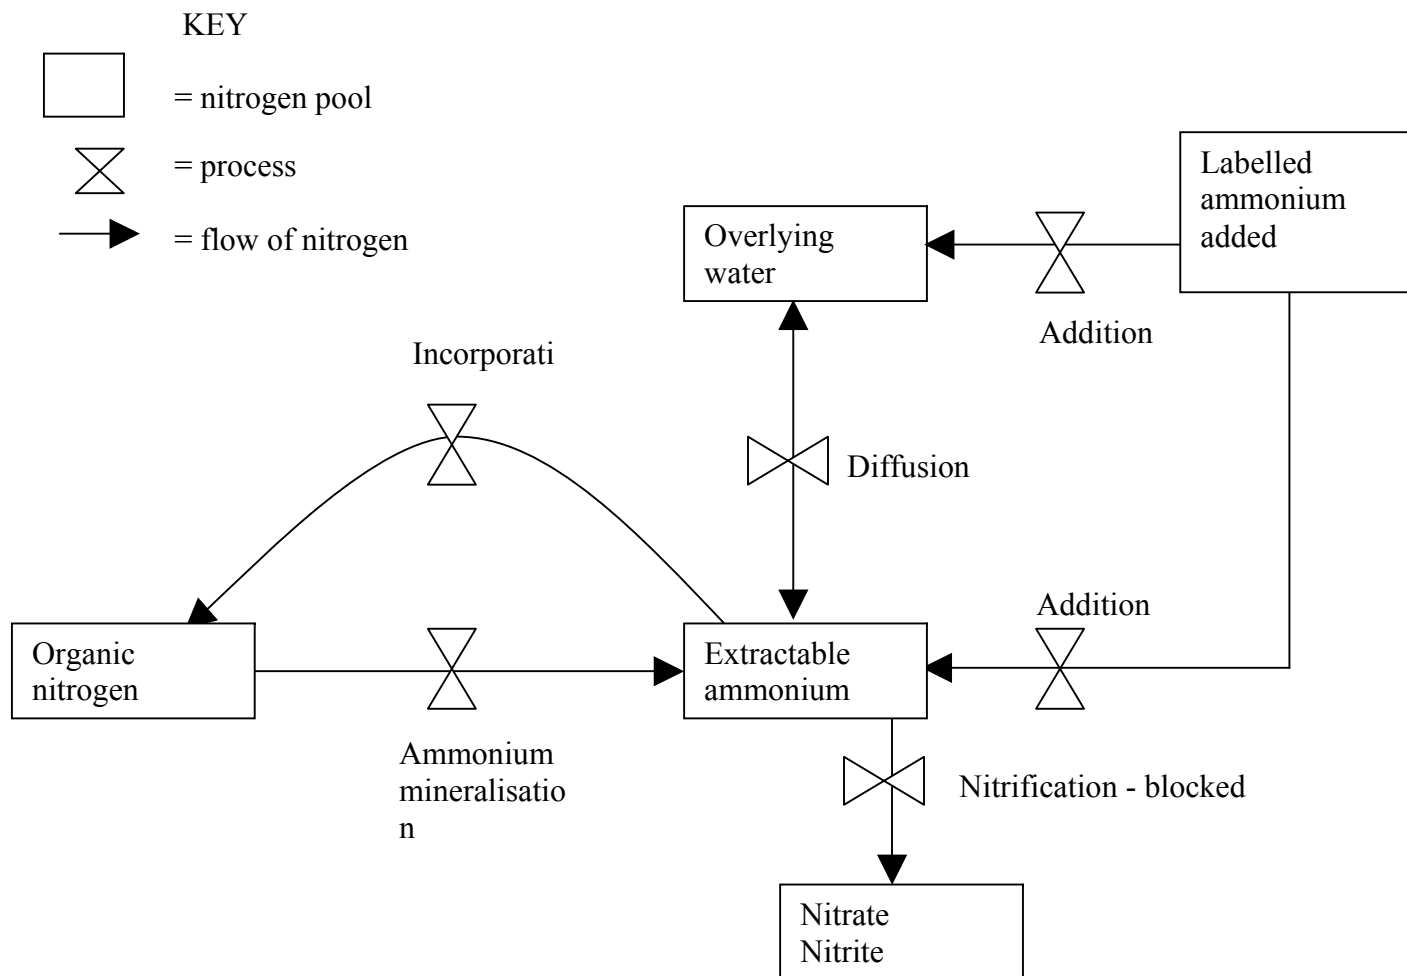 KEY
= nitrogen pool
= process
= flow of nitrogen
Labelled
ammonium
added
Overlying
water
Addition
Incorporati
Diffusion
Addition
Organic
nitrogen
Extractable
ammonium
Ammonium
mineralisatio
n
Nitrification - blocked
Nitrate
Nitrite